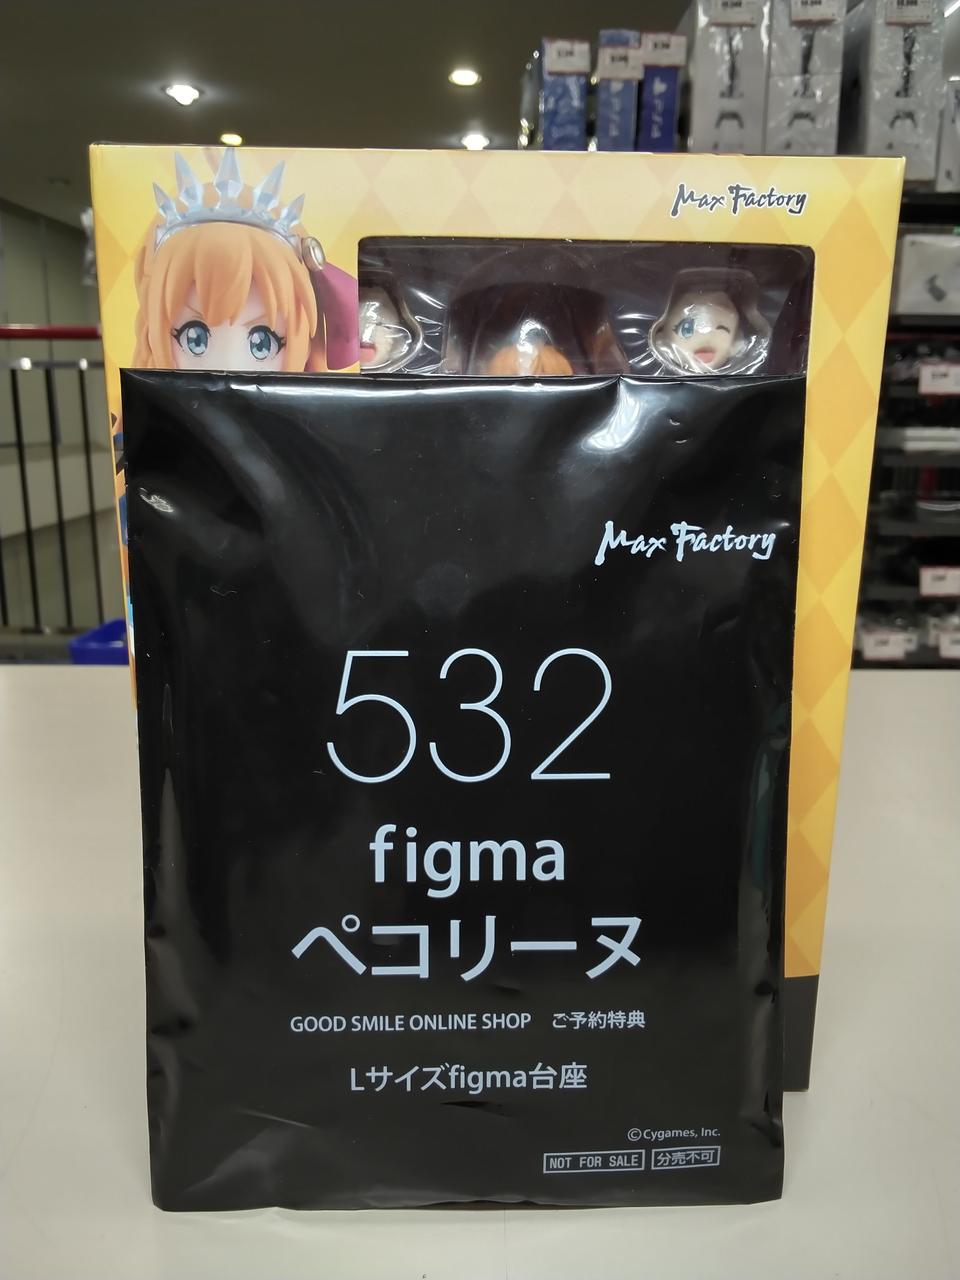 Max Factory
Max Factory
532
figma
ペコリーヌ
GOOD SMILE ONLINE SHOP ご予約特典
Lサイズfigma台座
©Cygames, Inc.
NOT FOR SALE 分売不可